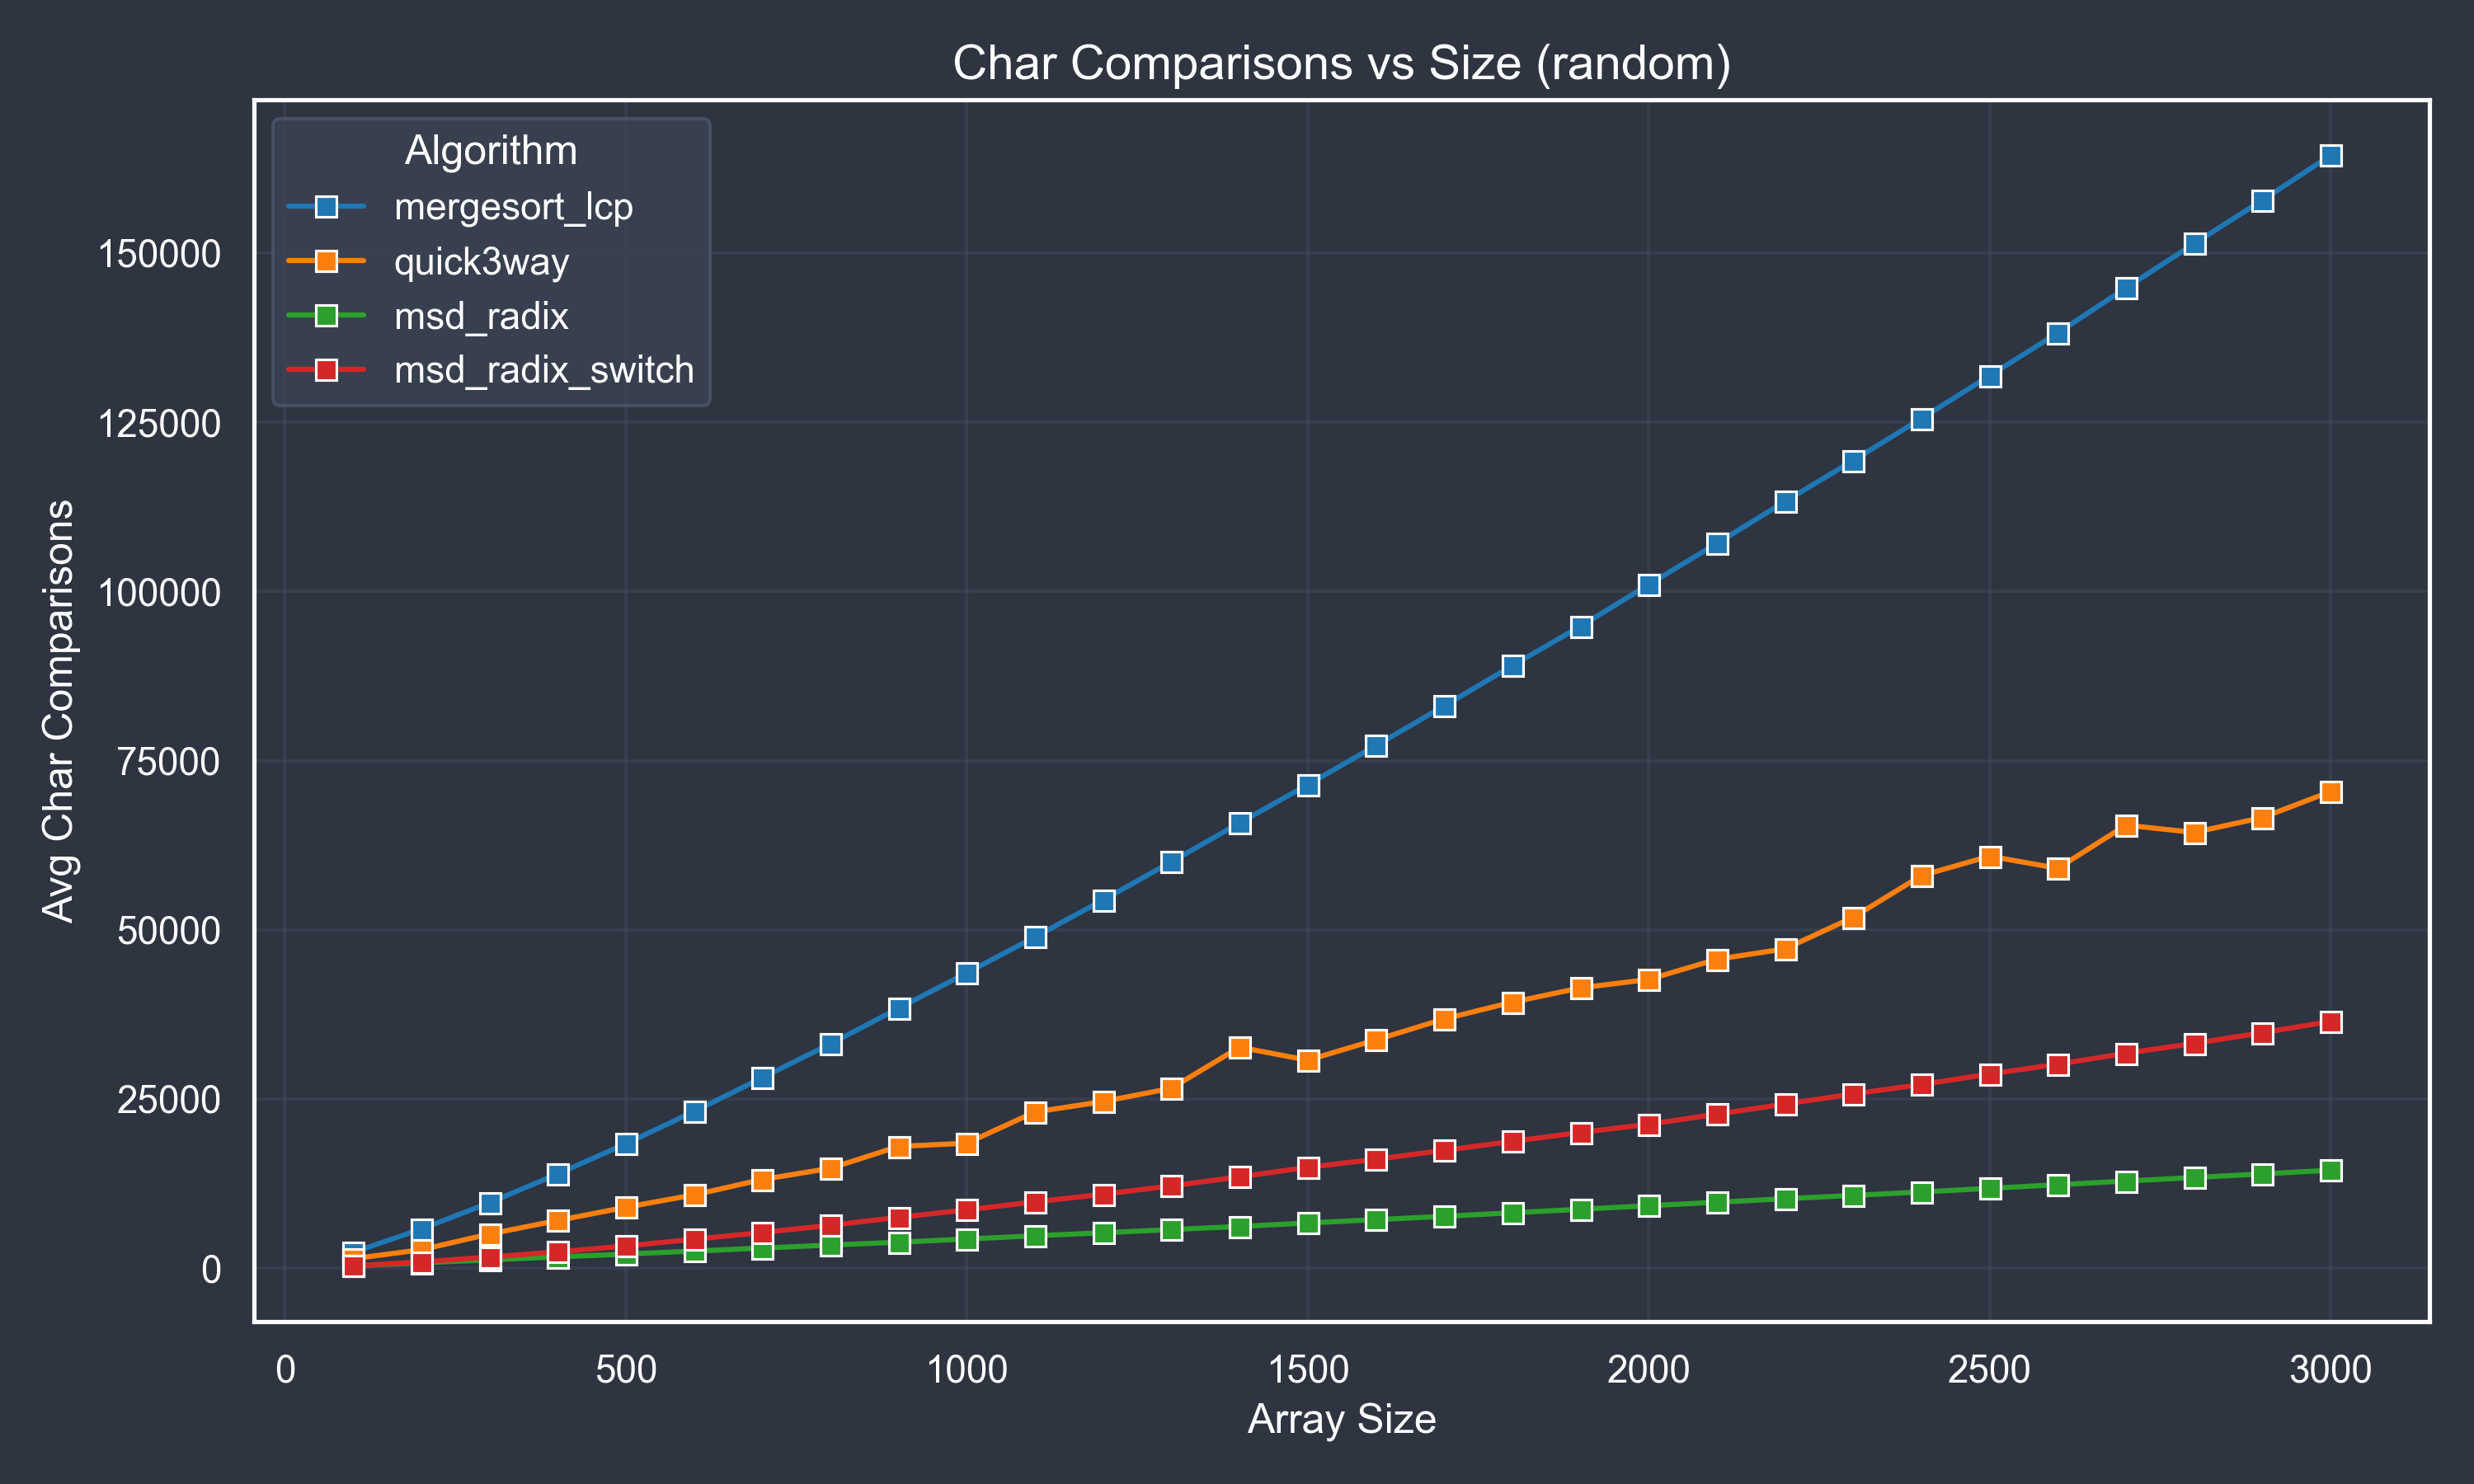 Char Comparisons vs Size (random)
Algorithm
mergesort_lcp
quick3way
msd_radix
msd_radix_switch
Avg Char Comparisons
150000
125000
100000
75000
50000
25000
0
0 500 1000 1500 2000 2500 3000
Array Size